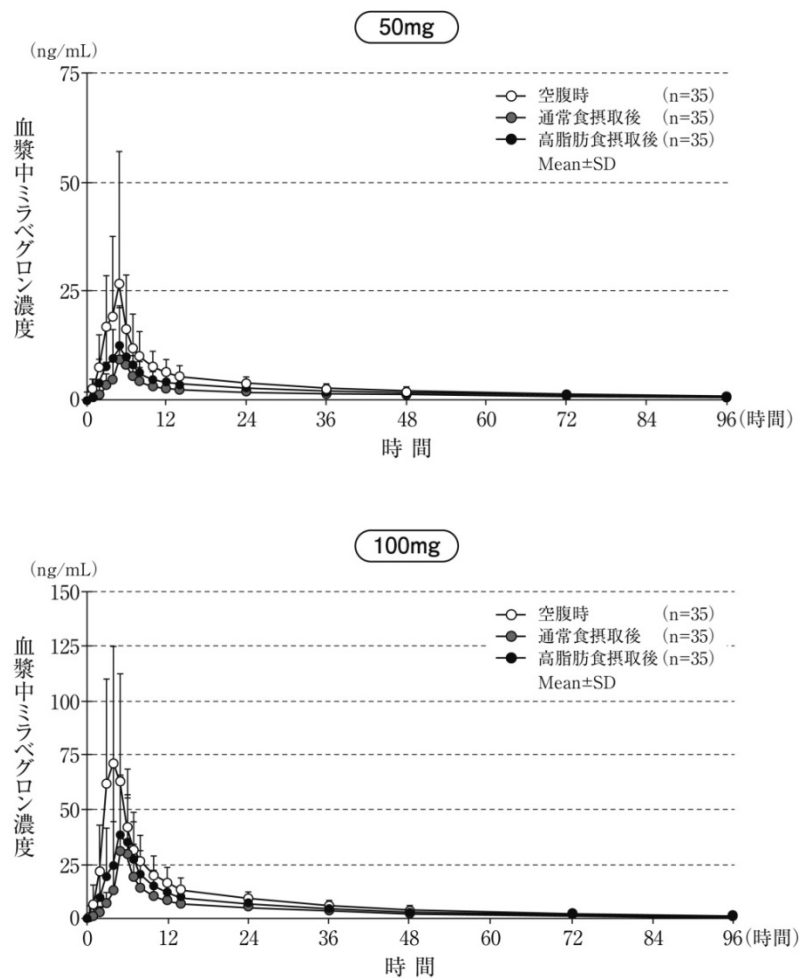 50mg
(ng/mL)
75
50
25
0
血漿中ミラベグロン濃度
空腹時 (n=35)
通常食摂取後 (n=35)
高脂肪食摂取後 (n=35)
Mean±SD
0 12 24 36 48 60 72 84 96(時間)
時 間
100mg
(ng/mL)
150
125
100
75
50
25
0
血漿中ミラベグロン濃度
空腹時 (n=35)
通常食摂取後 (n=35)
高脂肪食摂取後 (n=35)
Mean±SD
0 12 24 36 48 60 72 84 96(時間)
時 間